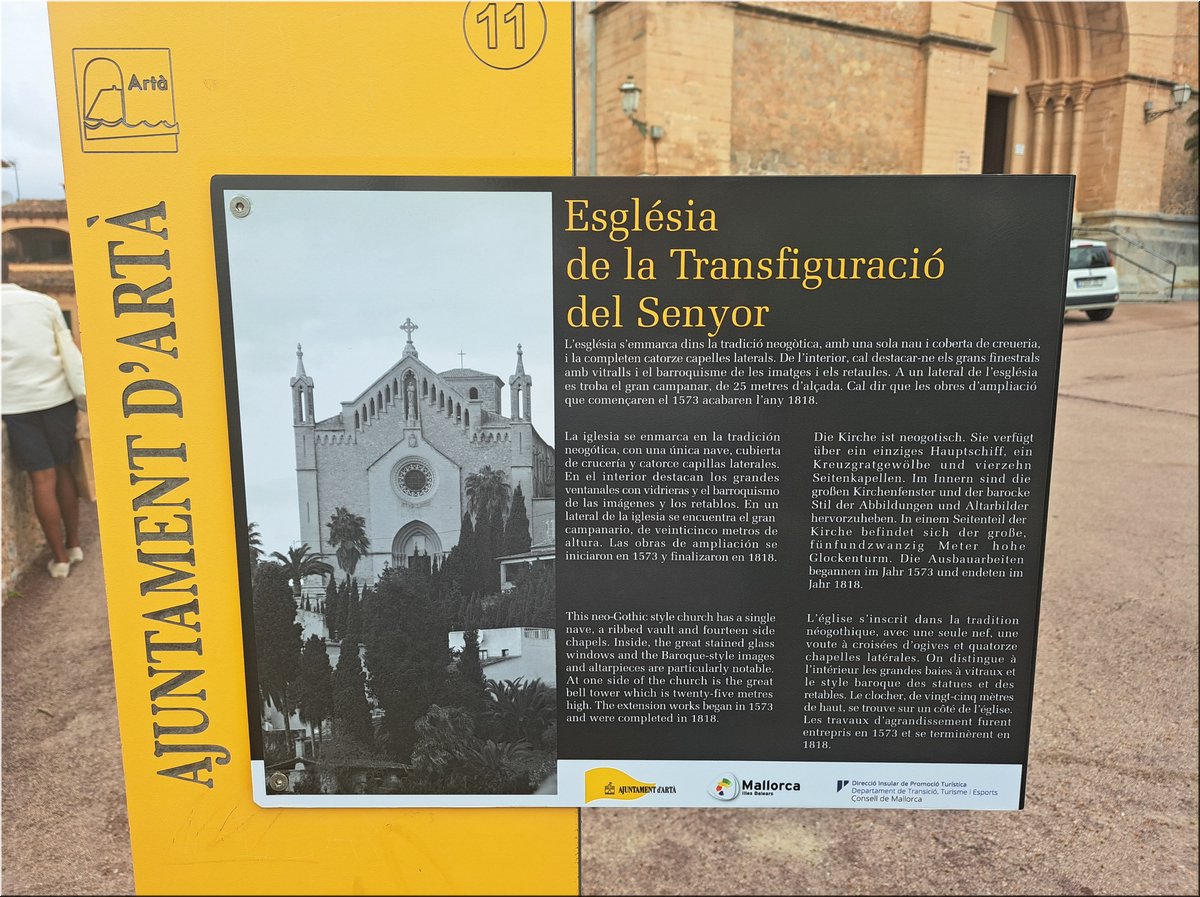 11
Artà
AJUNTAMENT D'ARTÀ
Església
de la Transfiguració
del Senyor
L'església s'emmarca dins la tradició neogòtica, amb una sola nau i coberta de creueria,
i la completen catorze capelles laterals. De l'interior, cal destacar-ne els grans finestrals
amb vitralls i el barroquisme de les imatges i els retaules. A un lateral de l'església
es troba el gran campanar, de 25 metres d'alçada. Cal dir que les obres d'ampliació
que començaren el 1573 acabaren l'any 1818.
La iglesia se enmarca en la tradición
neogótica, con una única nave, cubierta
de crucería y catorce capillas laterales.
En el interior destacan los grandes
ventanales con vidrieras y el barroquismo
de las imágenes y los retablos. En un
lateral de la iglesia se encuentra el gran
campanario, de veinticinco metros de
altura. Las obras de ampliación se
iniciaron en 1573 y finalizaron en 1818.
Die Kirche ist neogotisch. Sie verfügt
über ein einziges Hauptschiff, ein
Kreuzgratgewölbe und vierzehn
Seitenkapellen. Im Innern sind die
großen Kirchenfenster und der barocke
Stil der Abbildungen und Altarbilder
hervorzuheben. In einem Seitenteil der
Kirche befindet sich der große,
fünfundzwanzig Meter hohe
Glockenturm. Die Ausbauarbeiten
begannen im Jahr 1573 und endeten im
Jahr 1818.
This neo-Gothic style church has a single
nave, a ribbed vault and fourteen side
chapels. Inside, the great stained glass
windows and the Baroque-style images
and altarpieces are particularly notable.
At one side of the church is the great
bell tower which is twenty-five metres
high. The extension works began in 1573
and were completed in 1818.
L'église s'inscrit dans la tradition
néogothique, avec une seule nef, une
voute à croisées d'ogives et quatorze
chapelles latérales. On distingue à
l'intérieur les grandes baies à vitraux et
le style baroque des statues et des
retables. Le clocher, de vingt-cinq mètres
de haut, se trouve sur un côté de l'église.
Les travaux d'agrandissement furent
entrepris en 1573 et se terminèrent en
1818.
AJUNTAMENT d'ARTÀ
Mallorca
Illes Balears
Direcció Insular de Promoció Turística
Departament de Transició, Turisme i Esports
Consell de Mallorca